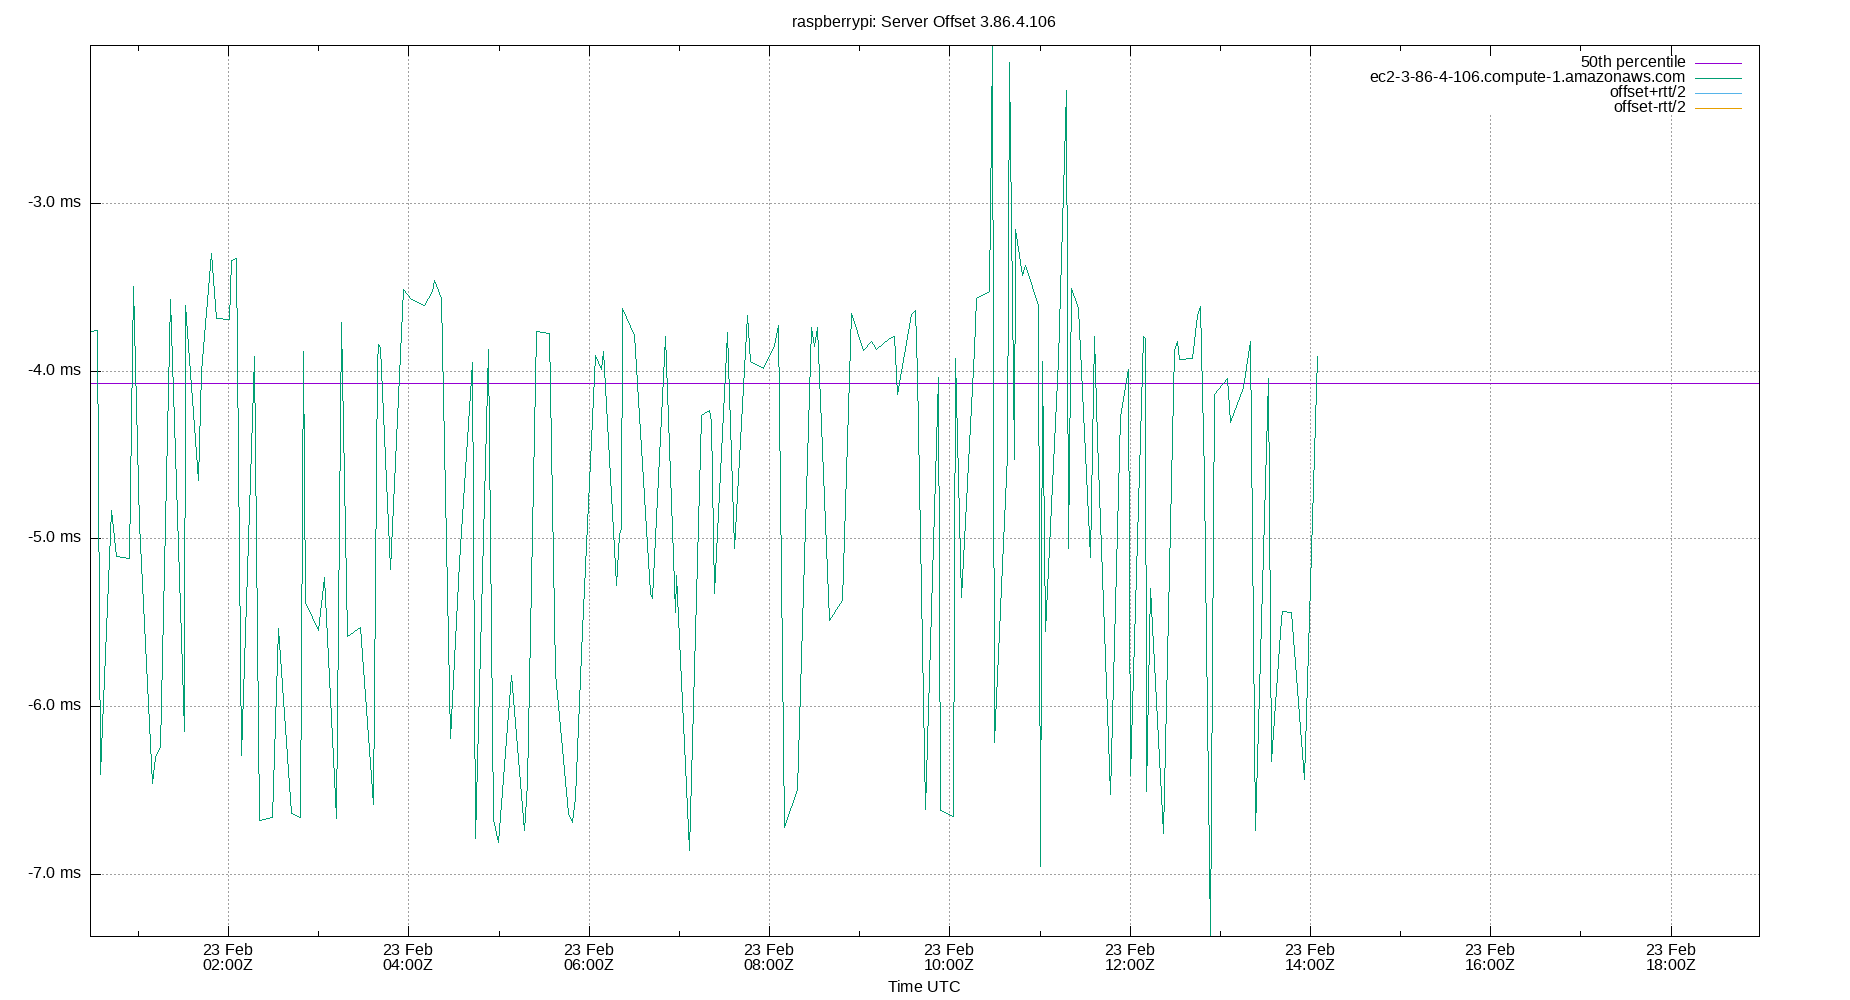 raspberrypi: Server Offset 3.86.4.106
50th percentile
ec2-3-86-4-106.compute-1.amazonaws.com
offset+rtt/2
offset-rtt/2
-3.0 ms
-4.0 ms
-5.0 ms
-6.0 ms
-7.0 ms
23 Feb 23 Feb 23 Feb 23 Feb 23 Feb 23 Feb 23 Feb 23 Feb 23 Feb
02:00Z 04:00Z 06:00Z 08:00Z 10:00Z 12:00Z 14:00Z 16:00Z 18:00Z
Time UTC